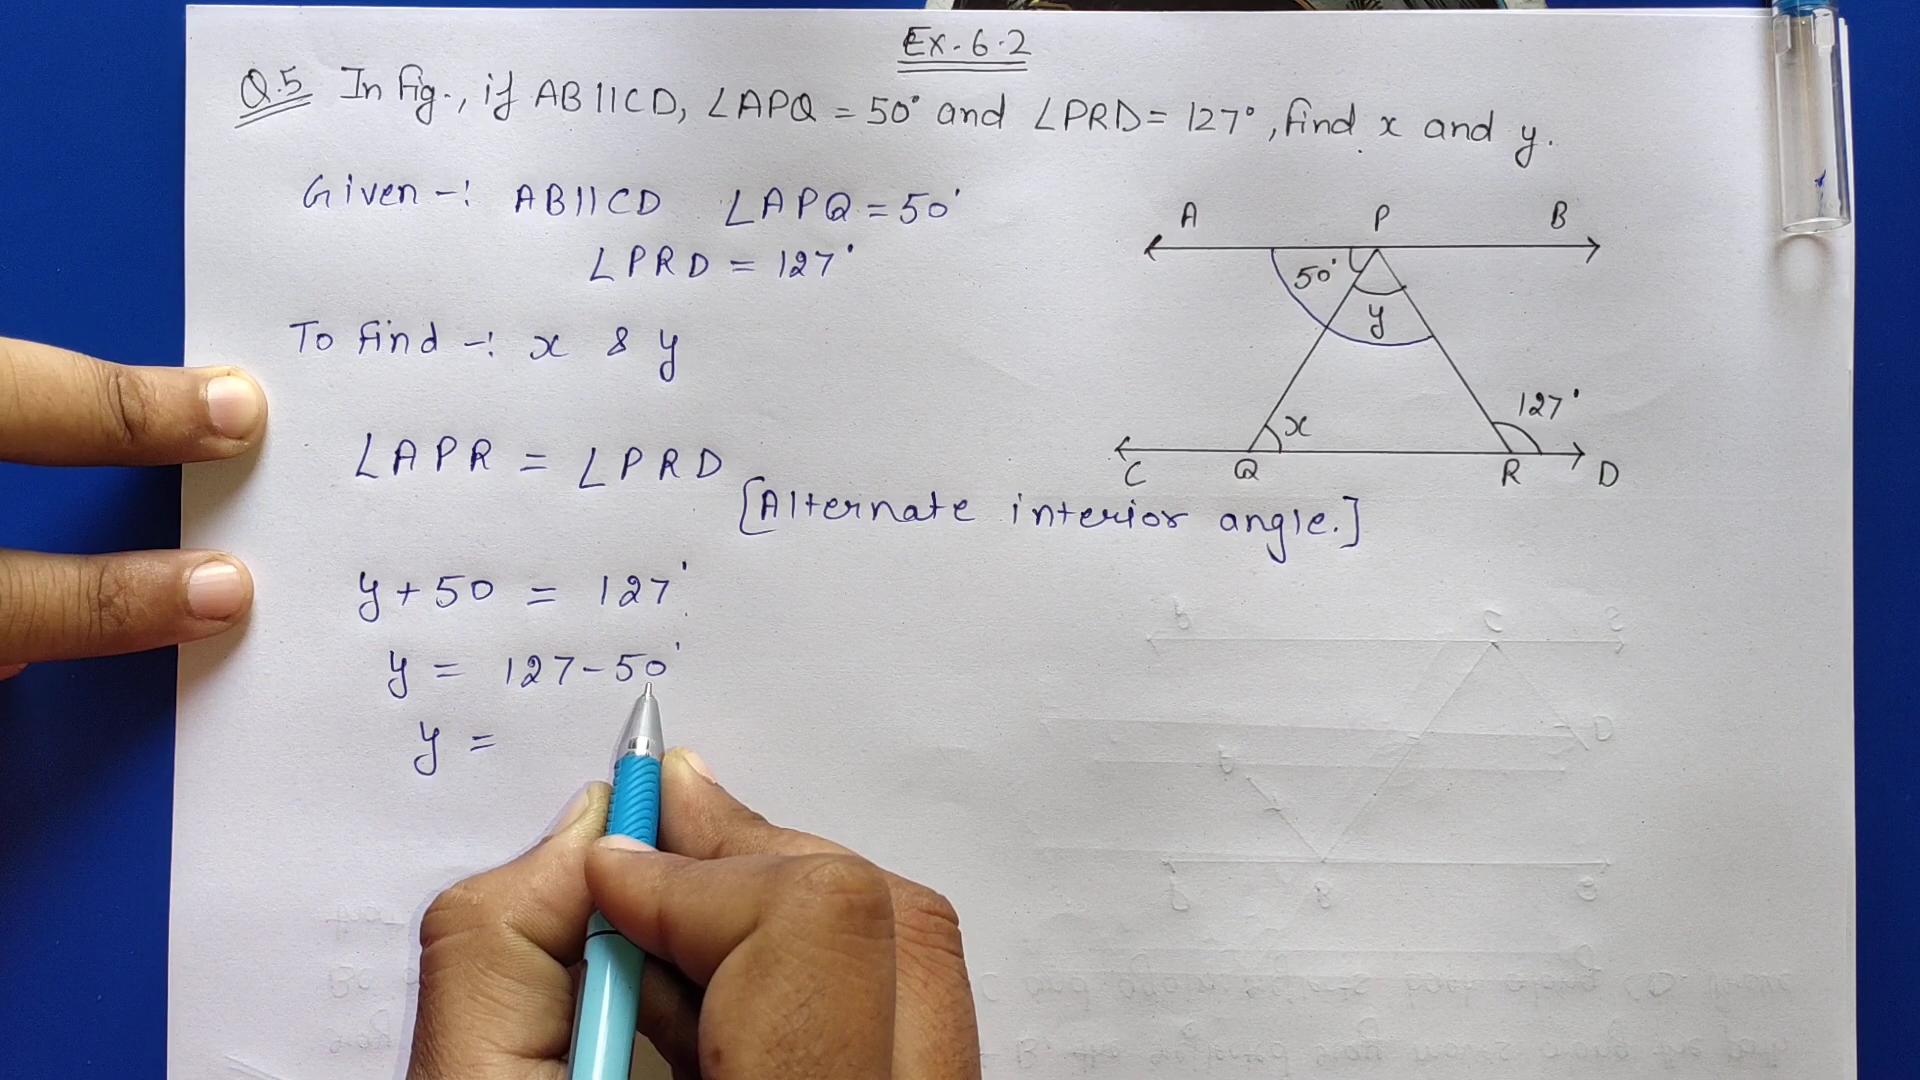 Ex. 6.2
Q.5 In fig., if AB||CD, ∠APQ = 50° and ∠PRD = 127°, find x and y.
Given -: AB||CD ∠APQ = 50°
∠PRD = 127°
To find -: x & y
A P B
50° y
127°
x
C Q R D
∠APR = ∠PRD
[Alternate interior angle.]
y + 50 = 127°
y = 127 - 50°
y =